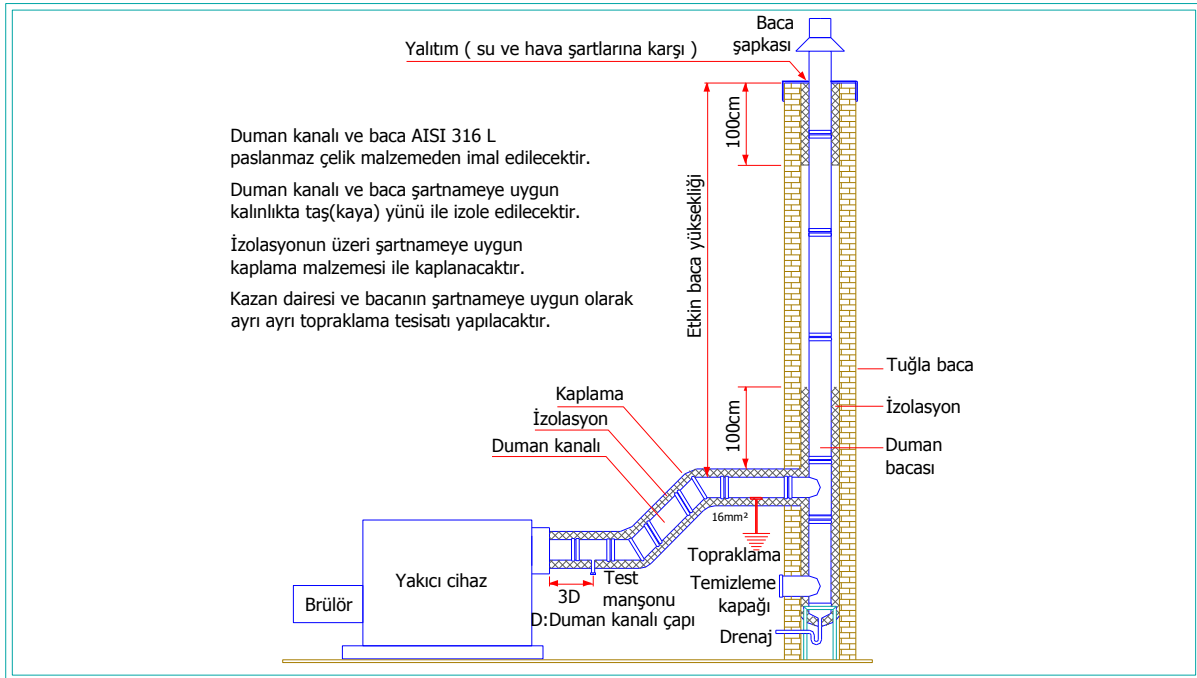 Baca
şapkası
Yalıtım ( su ve hava şartlarına karşı )
100cm
Duman kanalı ve baca AISI 316 L
paslanmaz çelik malzemeden imal edilecektir.
Duman kanalı ve baca şartnameye uygun
kalınlıkta taş(kaya) yünü ile izole edilecektir.
İzolasyonun üzeri şartnameye uygun
kaplama malzemesi ile kaplanacaktır.
Kazan dairesi ve bacanın şartnameye uygun olarak
ayrı ayrı topraklama tesisatı yapılacaktır.
Etkin baca yüksekliği
Tuğla baca
Kaplama
İzolasyon
İzolasyon
100cm
Duman kanalı
Duman
bacası
16mm²
Topraklama
Yakıcı cihaz
Test
manşonu
3D
D:Duman kanalı çapı
Temizleme
kapağı
Brülör
Drenaj